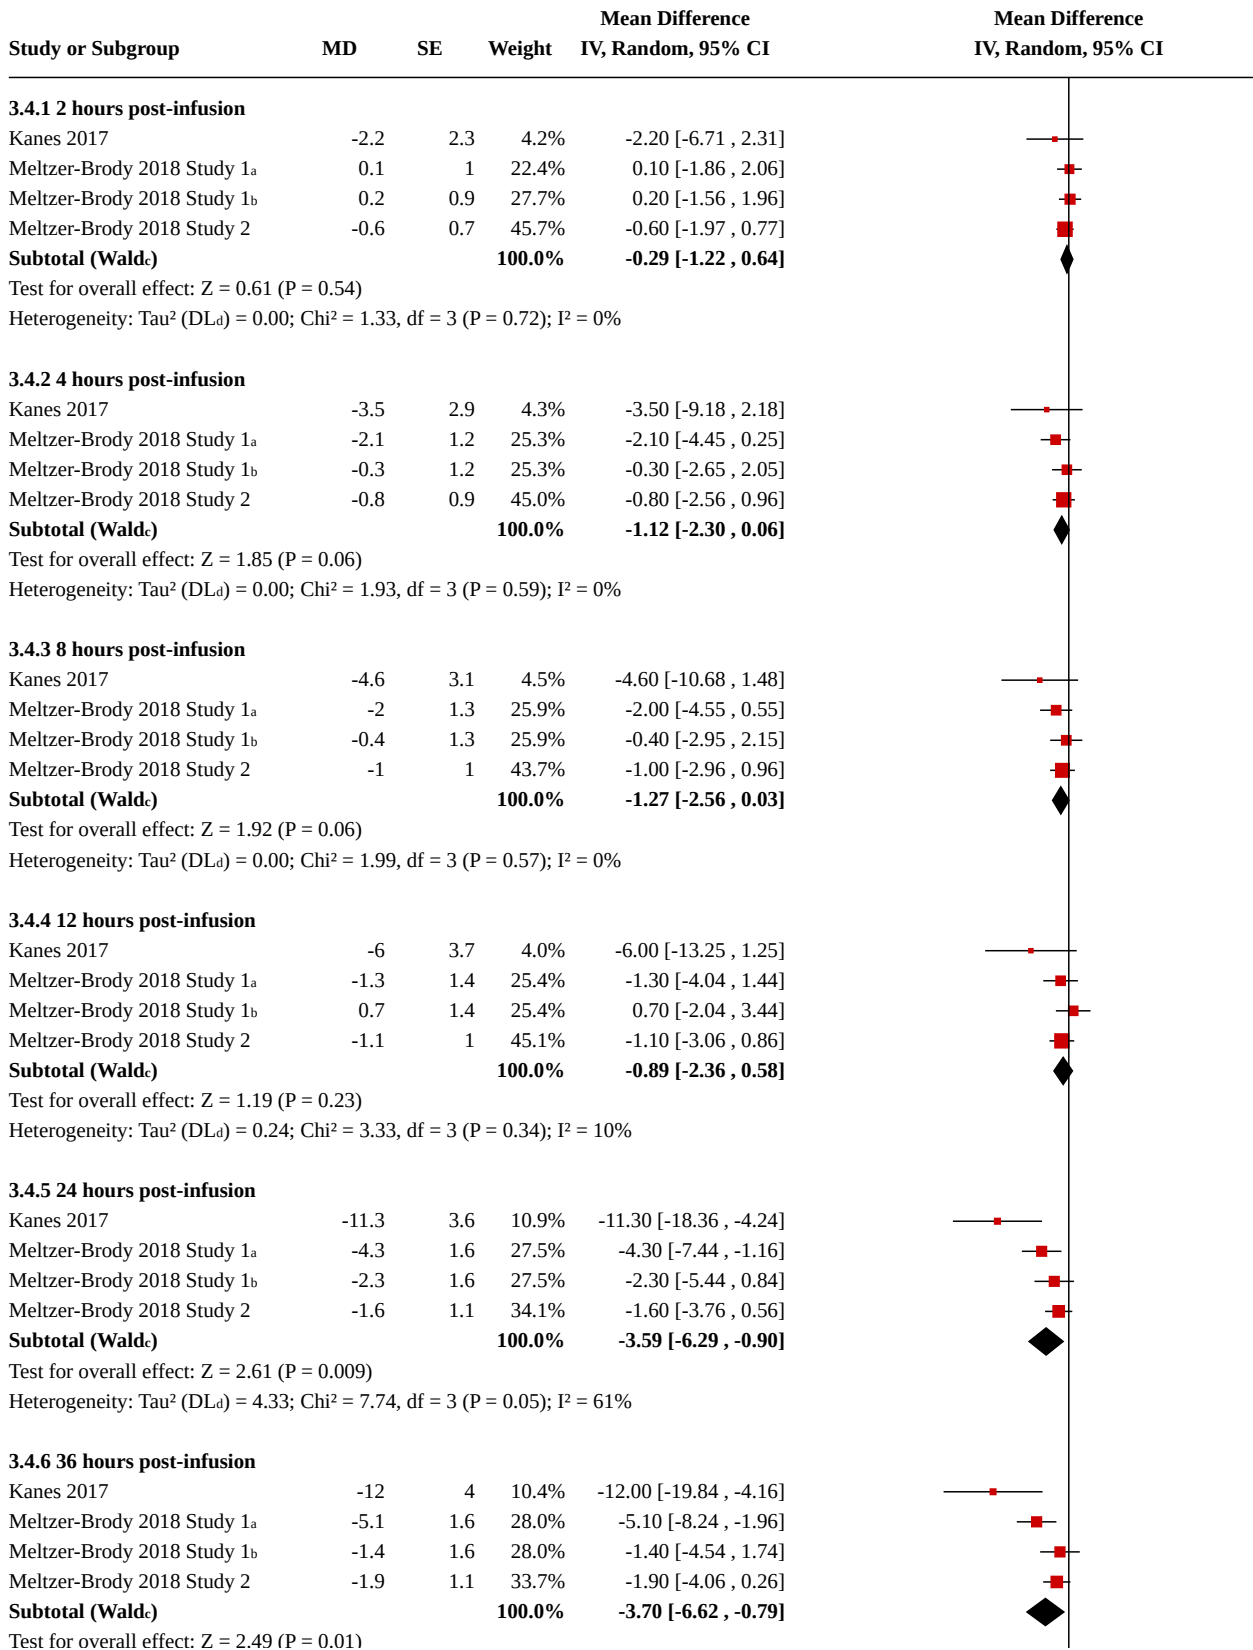 Mean Difference Mean Difference
Study or Subgroup MD SE Weight IV, Random, 95% CI IV, Random, 95% CI
3.4.1 2 hours post-infusion
Kanes 2017 -2.2 2.3 4.2% -2.20 [-6.71 , 2.31]
Meltzer-Brody 2018 Study 1a 0.1 1 22.4% 0.10 [-1.86 , 2.06]
Meltzer-Brody 2018 Study 1b 0.2 0.9 27.7% 0.20 [-1.56 , 1.96]
Meltzer-Brody 2018 Study 2 -0.6 0.7 45.7% -0.60 [-1.97 , 0.77]
Subtotal (Waldc) 100.0% -0.29 [-1.22 , 0.64]
Test for overall effect: Z = 0.61 (P = 0.54)
Heterogeneity: Tau² (DLd) = 0.00; Chi² = 1.33, df = 3 (P = 0.72); I² = 0%
3.4.2 4 hours post-infusion
Kanes 2017 -3.5 2.9 4.3% -3.50 [-9.18 , 2.18]
Meltzer-Brody 2018 Study 1a -2.1 1.2 25.3% -2.10 [-4.45 , 0.25]
Meltzer-Brody 2018 Study 1b -0.3 1.2 25.3% -0.30 [-2.65 , 2.05]
Meltzer-Brody 2018 Study 2 -0.8 0.9 45.0% -0.80 [-2.56 , 0.96]
Subtotal (Waldc) 100.0% -1.12 [-2.30 , 0.06]
Test for overall effect: Z = 1.85 (P = 0.06)
Heterogeneity: Tau² (DLd) = 0.00; Chi² = 1.93, df = 3 (P = 0.59); I² = 0%
3.4.3 8 hours post-infusion
Kanes 2017 -4.6 3.1 4.5% -4.60 [-10.68 , 1.48]
Meltzer-Brody 2018 Study 1a -2 1.3 25.9% -2.00 [-4.55 , 0.55]
Meltzer-Brody 2018 Study 1b -0.4 1.3 25.9% -0.40 [-2.95 , 2.15]
Meltzer-Brody 2018 Study 2 -1 1 43.7% -1.00 [-2.96 , 0.96]
Subtotal (Waldc) 100.0% -1.27 [-2.56 , 0.03]
Test for overall effect: Z = 1.92 (P = 0.06)
Heterogeneity: Tau² (DLd) = 0.00; Chi² = 1.99, df = 3 (P = 0.57); I² = 0%
3.4.4 12 hours post-infusion
Kanes 2017 -6 3.7 4.0% -6.00 [-13.25 , 1.25]
Meltzer-Brody 2018 Study 1a -1.3 1.4 25.4% -1.30 [-4.04 , 1.44]
Meltzer-Brody 2018 Study 1b 0.7 1.4 25.4% 0.70 [-2.04 , 3.44]
Meltzer-Brody 2018 Study 2 -1.1 1 45.1% -1.10 [-3.06 , 0.86]
Subtotal (Waldc) 100.0% -0.89 [-2.36 , 0.58]
Test for overall effect: Z = 1.19 (P = 0.23)
Heterogeneity: Tau² (DLd) = 0.24; Chi² = 3.33, df = 3 (P = 0.34); I² = 10%
3.4.5 24 hours post-infusion
Kanes 2017 -11.3 3.6 10.9% -11.30 [-18.36 , -4.24]
Meltzer-Brody 2018 Study 1a -4.3 1.6 27.5% -4.30 [-7.44 , -1.16]
Meltzer-Brody 2018 Study 1b -2.3 1.6 27.5% -2.30 [-5.44 , 0.84]
Meltzer-Brody 2018 Study 2 -1.6 1.1 34.1% -1.60 [-3.76 , 0.56]
Subtotal (Waldc) 100.0% -3.59 [-6.29 , -0.90]
Test for overall effect: Z = 2.61 (P = 0.009)
Heterogeneity: Tau² (DLd) = 4.33; Chi² = 7.74, df = 3 (P = 0.05); I² = 61%
3.4.6 36 hours post-infusion
Kanes 2017 -12 4 10.4% -12.00 [-19.84 , -4.16]
Meltzer-Brody 2018 Study 1a -5.1 1.6 28.0% -5.10 [-8.24 , -1.96]
Meltzer-Brody 2018 Study 1b -1.4 1.6 28.0% -1.40 [-4.54 , 1.74]
Meltzer-Brody 2018 Study 2 -1.9 1.1 33.7% -1.90 [-4.06 , 0.26]
Subtotal (Waldc) 100.0% -3.70 [-6.62 , -0.79]
Test for overall effect: Z = 2.49 (P = 0.01)